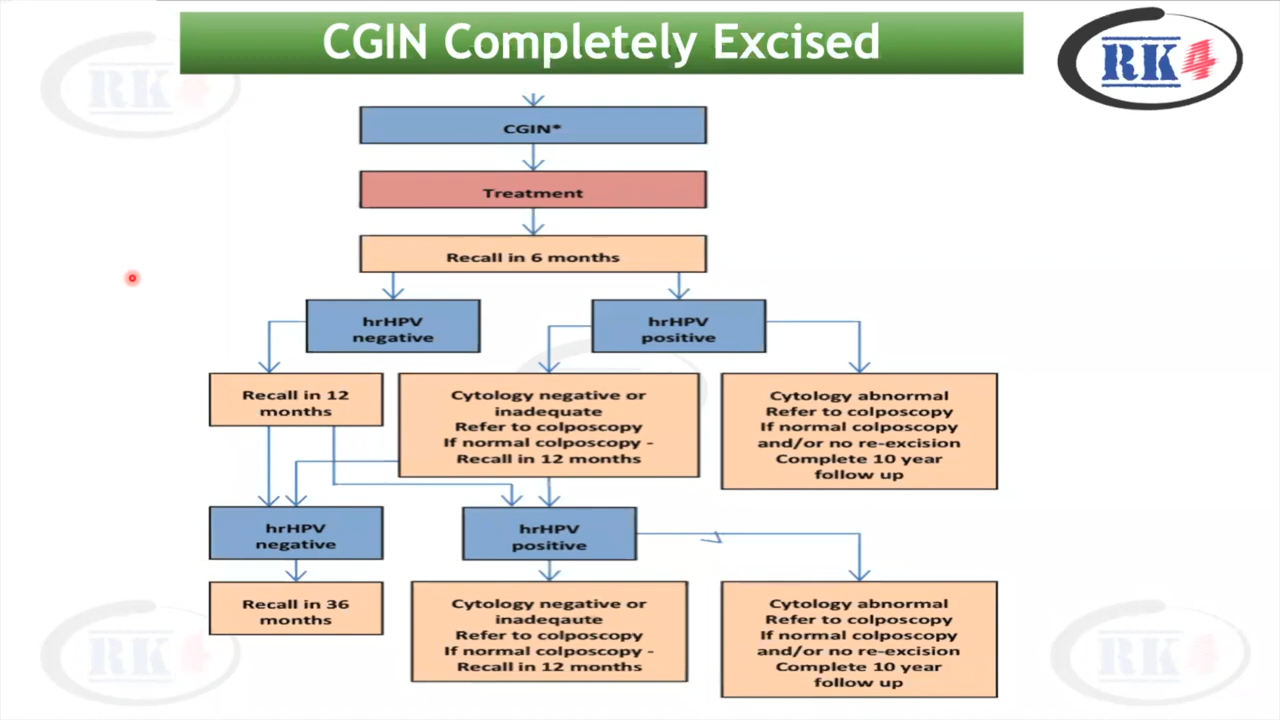 CGIN Completely Excised
RK4
RK4
CGIN*
Treatment
Recall in 6 months
hrHPV
negative
hrHPV
positive
Recall in 12
months
Cytology negative or
inadequate
Refer to colposcopy
If normal colposcopy -
Recall in 12 months
Cytology abnormal
Refer to colposcopy
If normal colposcopy
and/or no re-excision
Complete 10 year
follow up
hrHPV
negative
hrHPV
positive
Recall in 36
months
Cytology negative or
inadeqaute
Refer to colposcopy
If normal colposcopy -
Recall in 12 months
Cytology abnormal
Refer to colposcopy
If normal colposcopy
and/or no re-excision
Complete 10 year
follow up
RK4
RK4